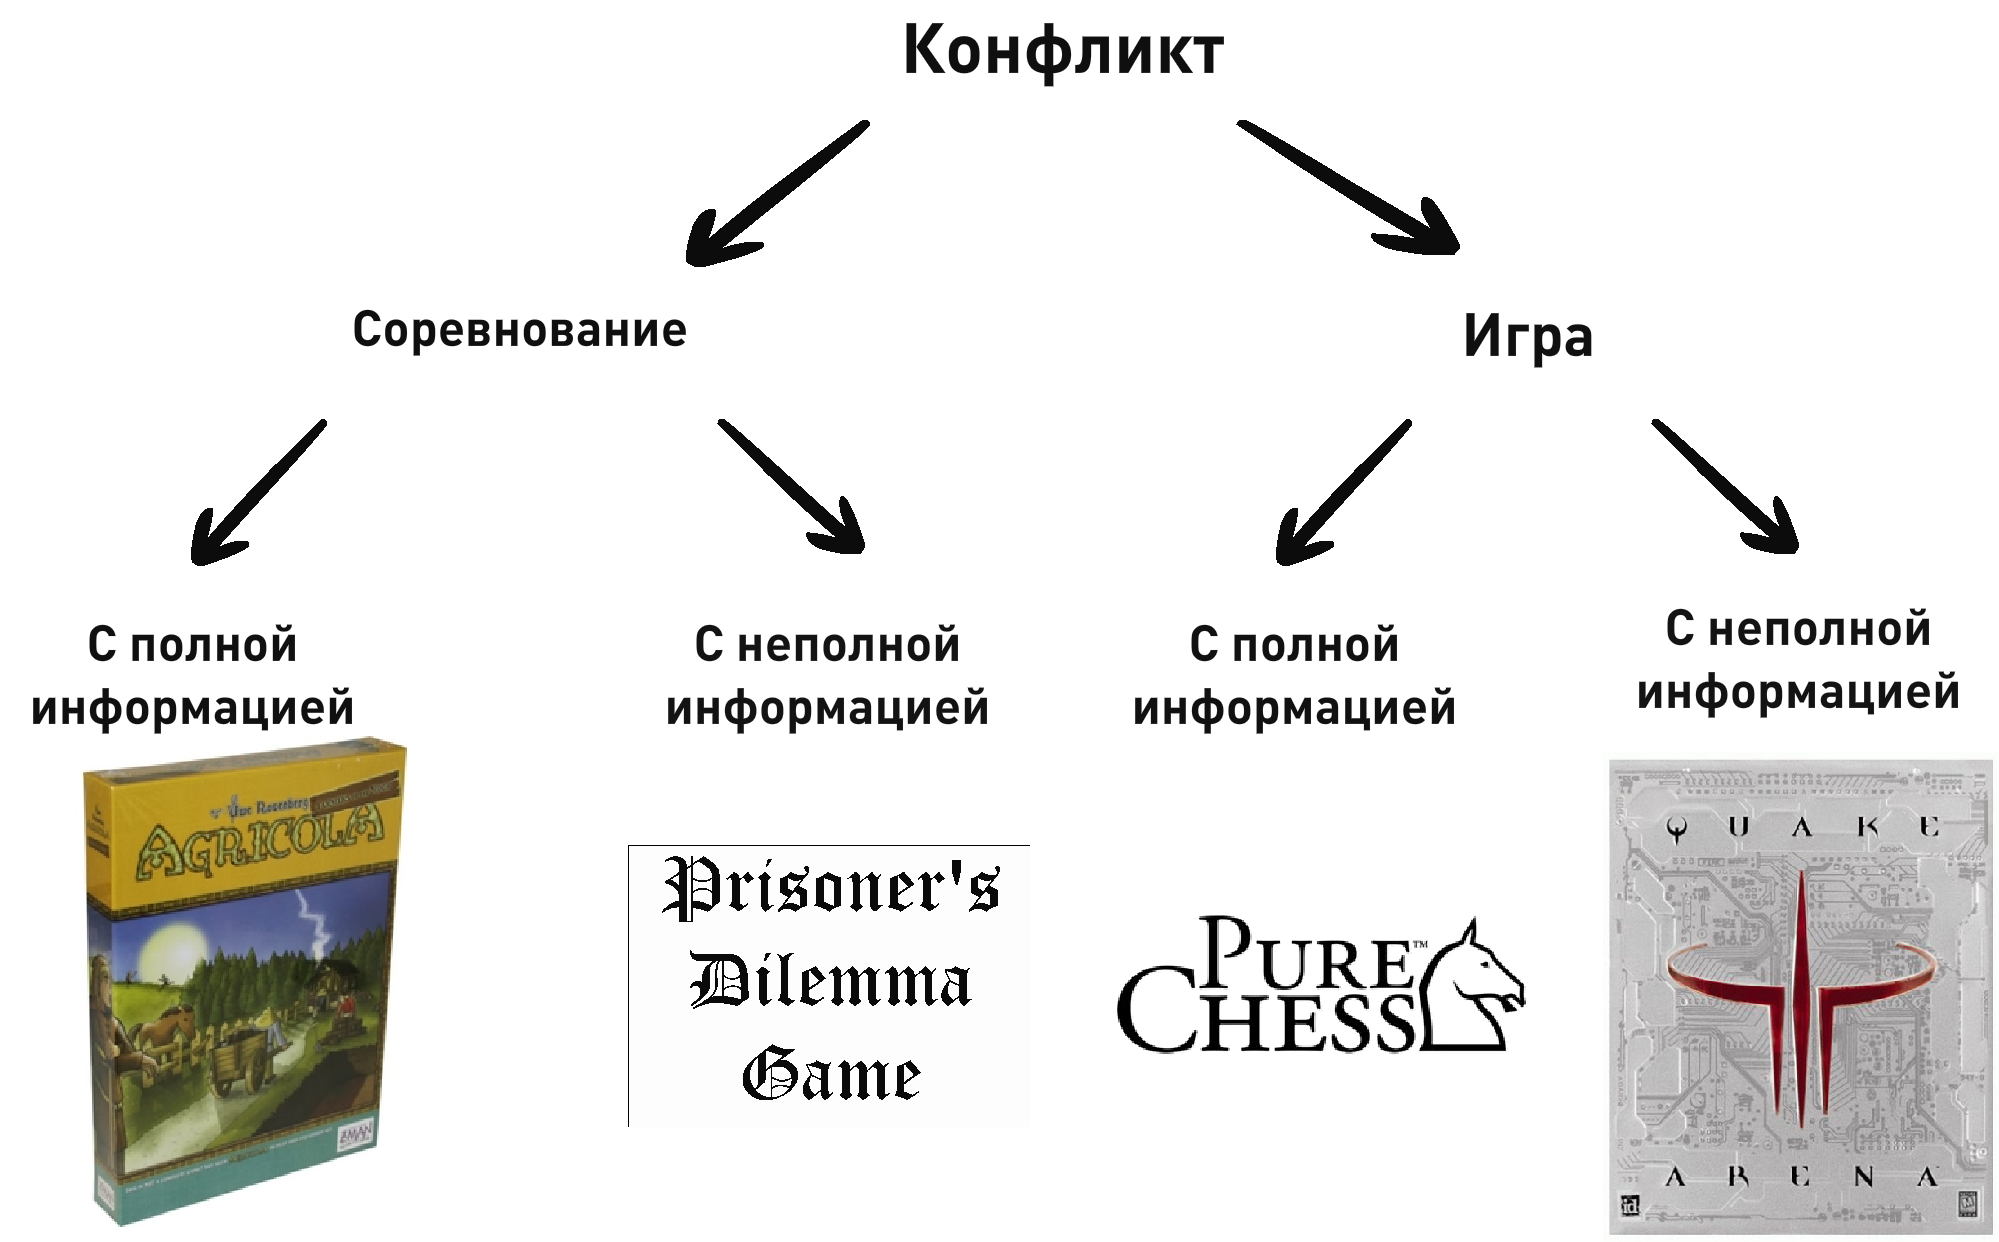 Конфликт
Соревнование
Игра
С полной
информацией
С неполной
информацией
С полной
информацией
С неполной
информацией
Uwe Rosenberg
AGRICOLA
ZMAN
Prisoner's
Dilemma
Game
PURE™
CHESS
QUAKE
ARENA
id
M